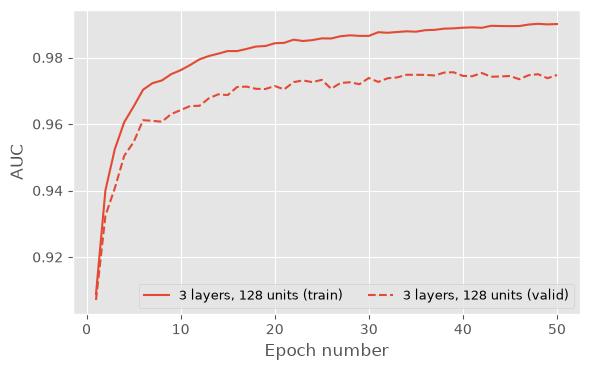 0.98
0.96
0.94
0.92
AUC
3 layers, 128 units (train) 3 layers, 128 units (valid)
0 10 20 30 40 50
Epoch number